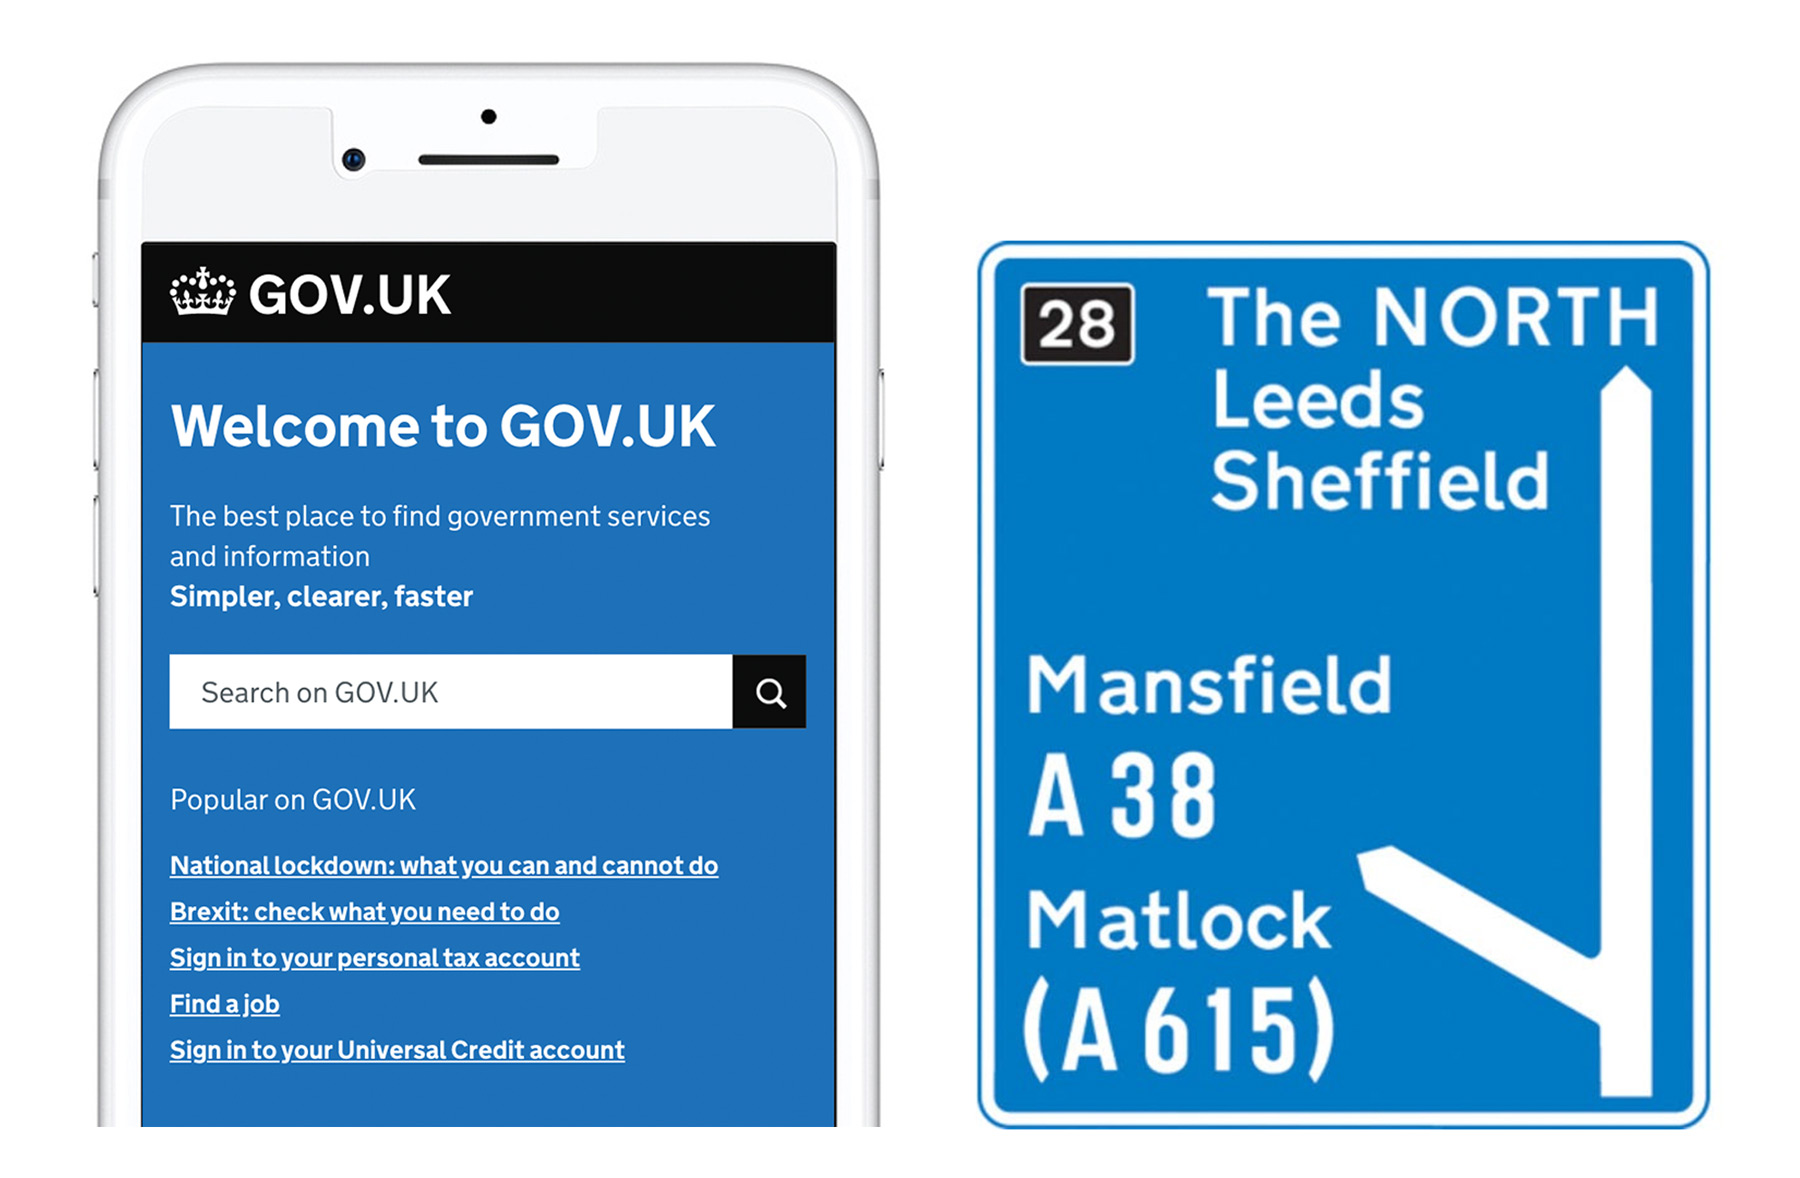 GOV.UK
Welcome to GOV.UK
The best place to find government services
and information
Simpler, clearer, faster
Search on GOV.UK
Popular on GOV.UK
National lockdown: what you can and cannot do
Brexit: check what you need to do
Sign in to your personal tax account
Find a job
Sign in to your Universal Credit account
28
The NORTH
Leeds
Sheffield
Mansfield
A 38
Matlock
(A 615)